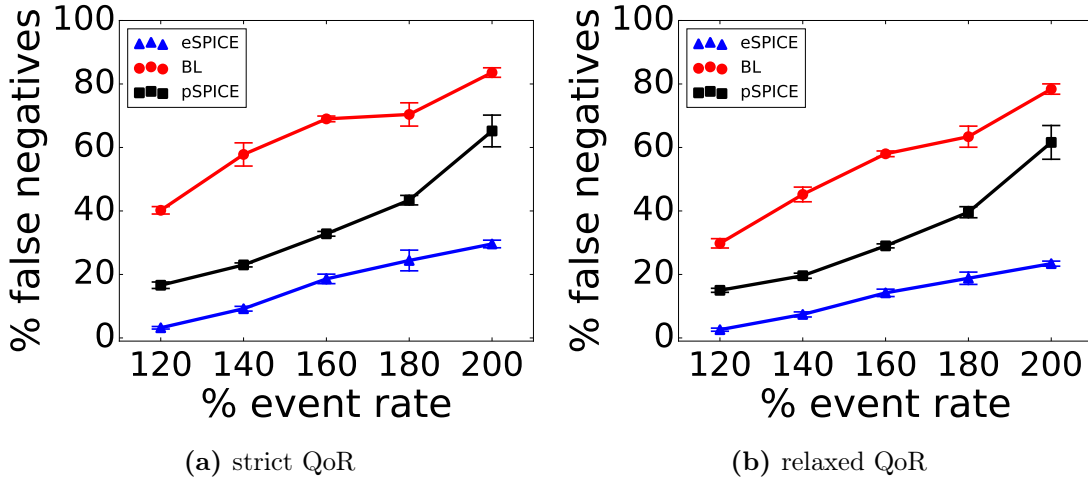 % false negatives
100
80
60
40
20
0
eSPICE
BL
pSPICE
120 140 160 180 200
% event rate
(a) strict QoR
% false negatives
100
80
60
40
20
0
eSPICE
BL
pSPICE
120 140 160 180 200
% event rate
(b) relaxed QoR